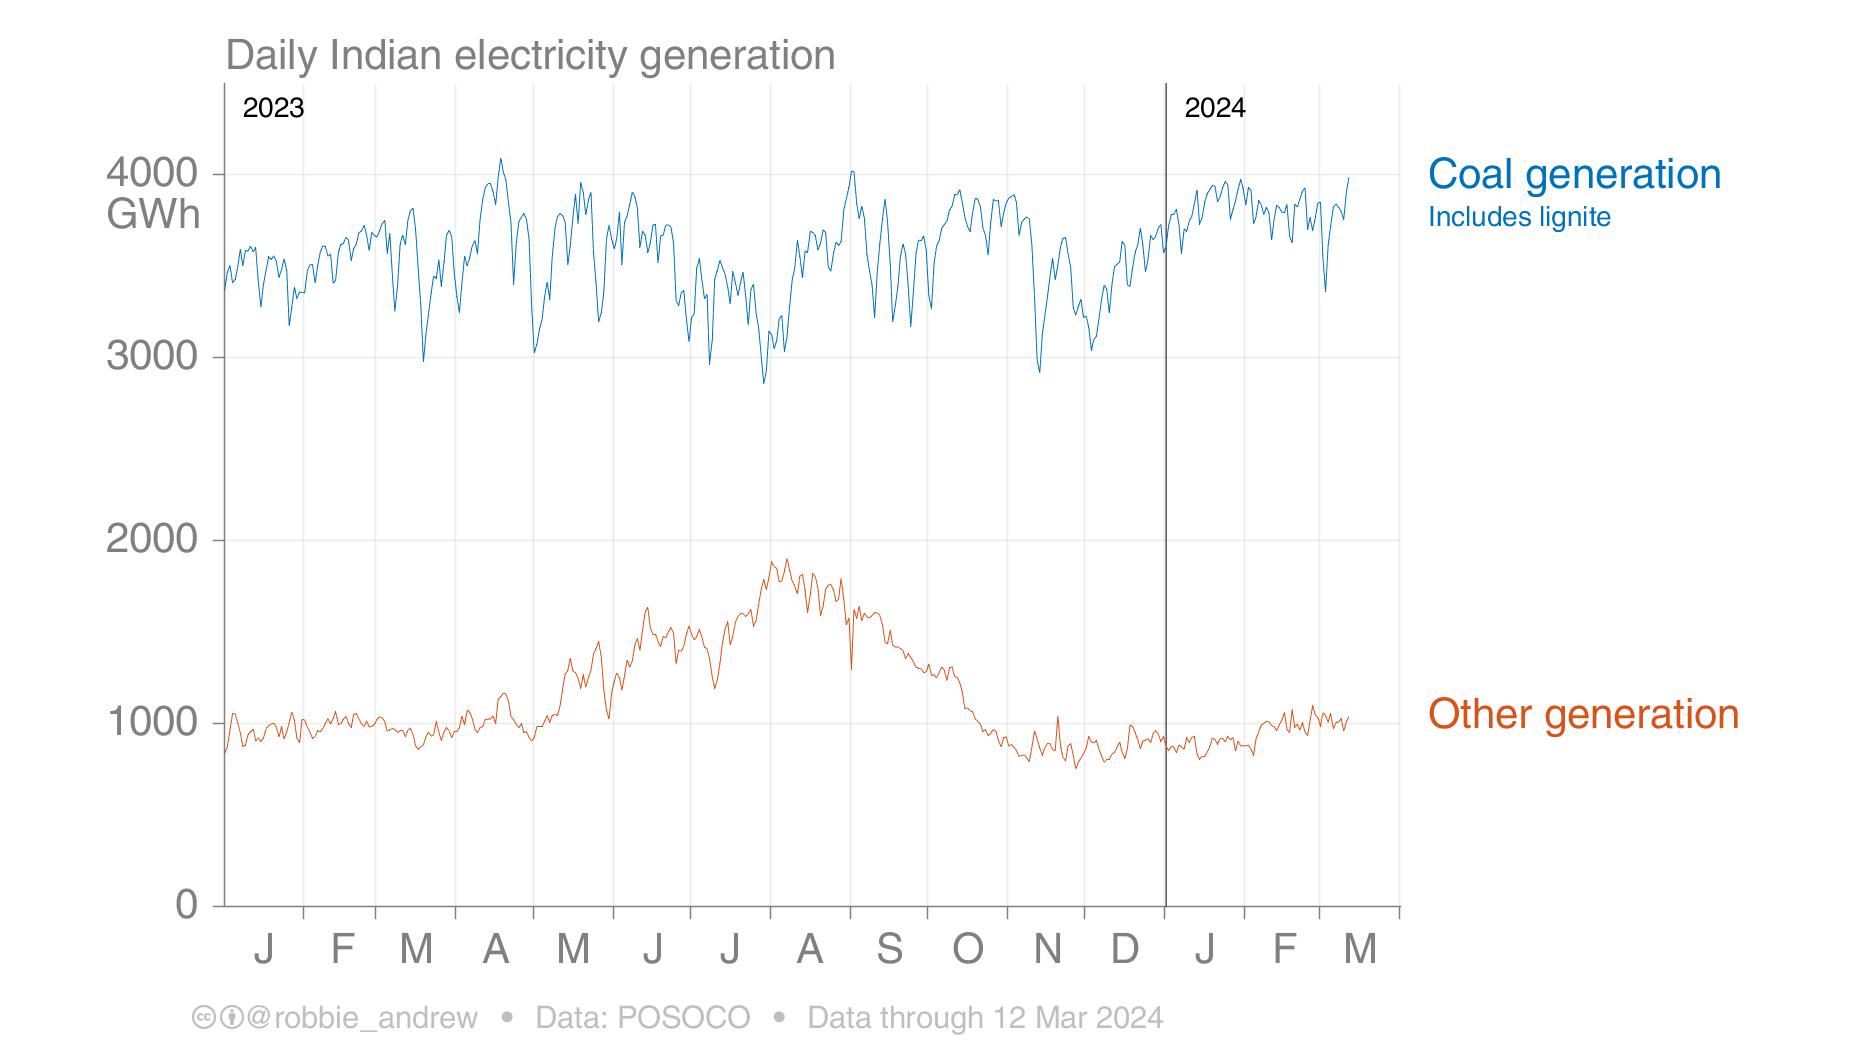 Daily Indian electricity generation
2023
2024
4000
GWh
3000
2000
1000
0
Coal generation
Includes lignite
Other generation
J F M A M J J A S O N D J F M
@robbie_andrew • Data: POSOCO • Data through 12 Mar 2024